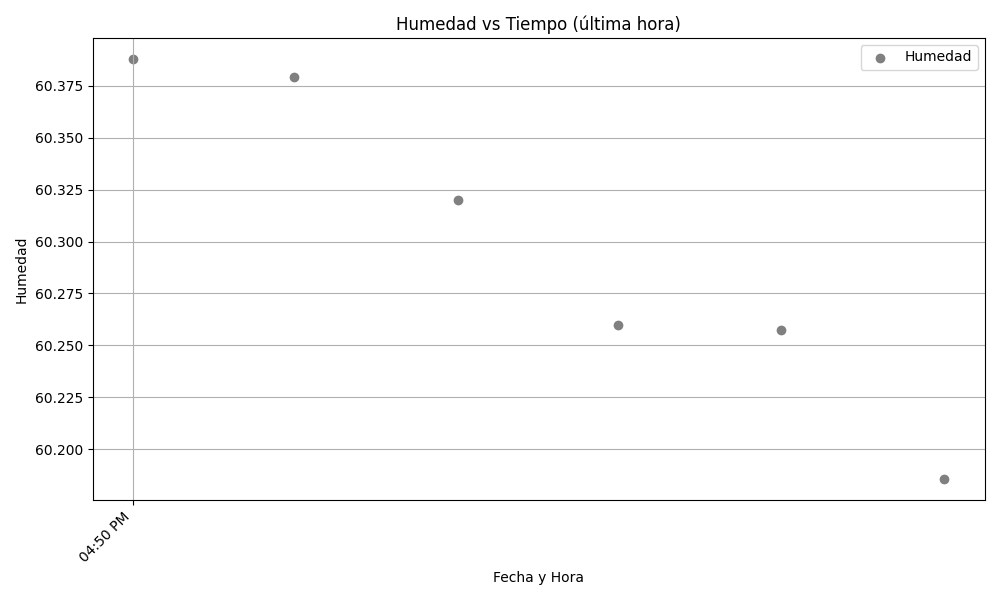 Humedad vs Tiempo (última hora)
Humedad
60.375
60.350
60.325
60.300
60.275
60.250
60.225
60.200
Humedad
04:50 PM
Fecha y Hora